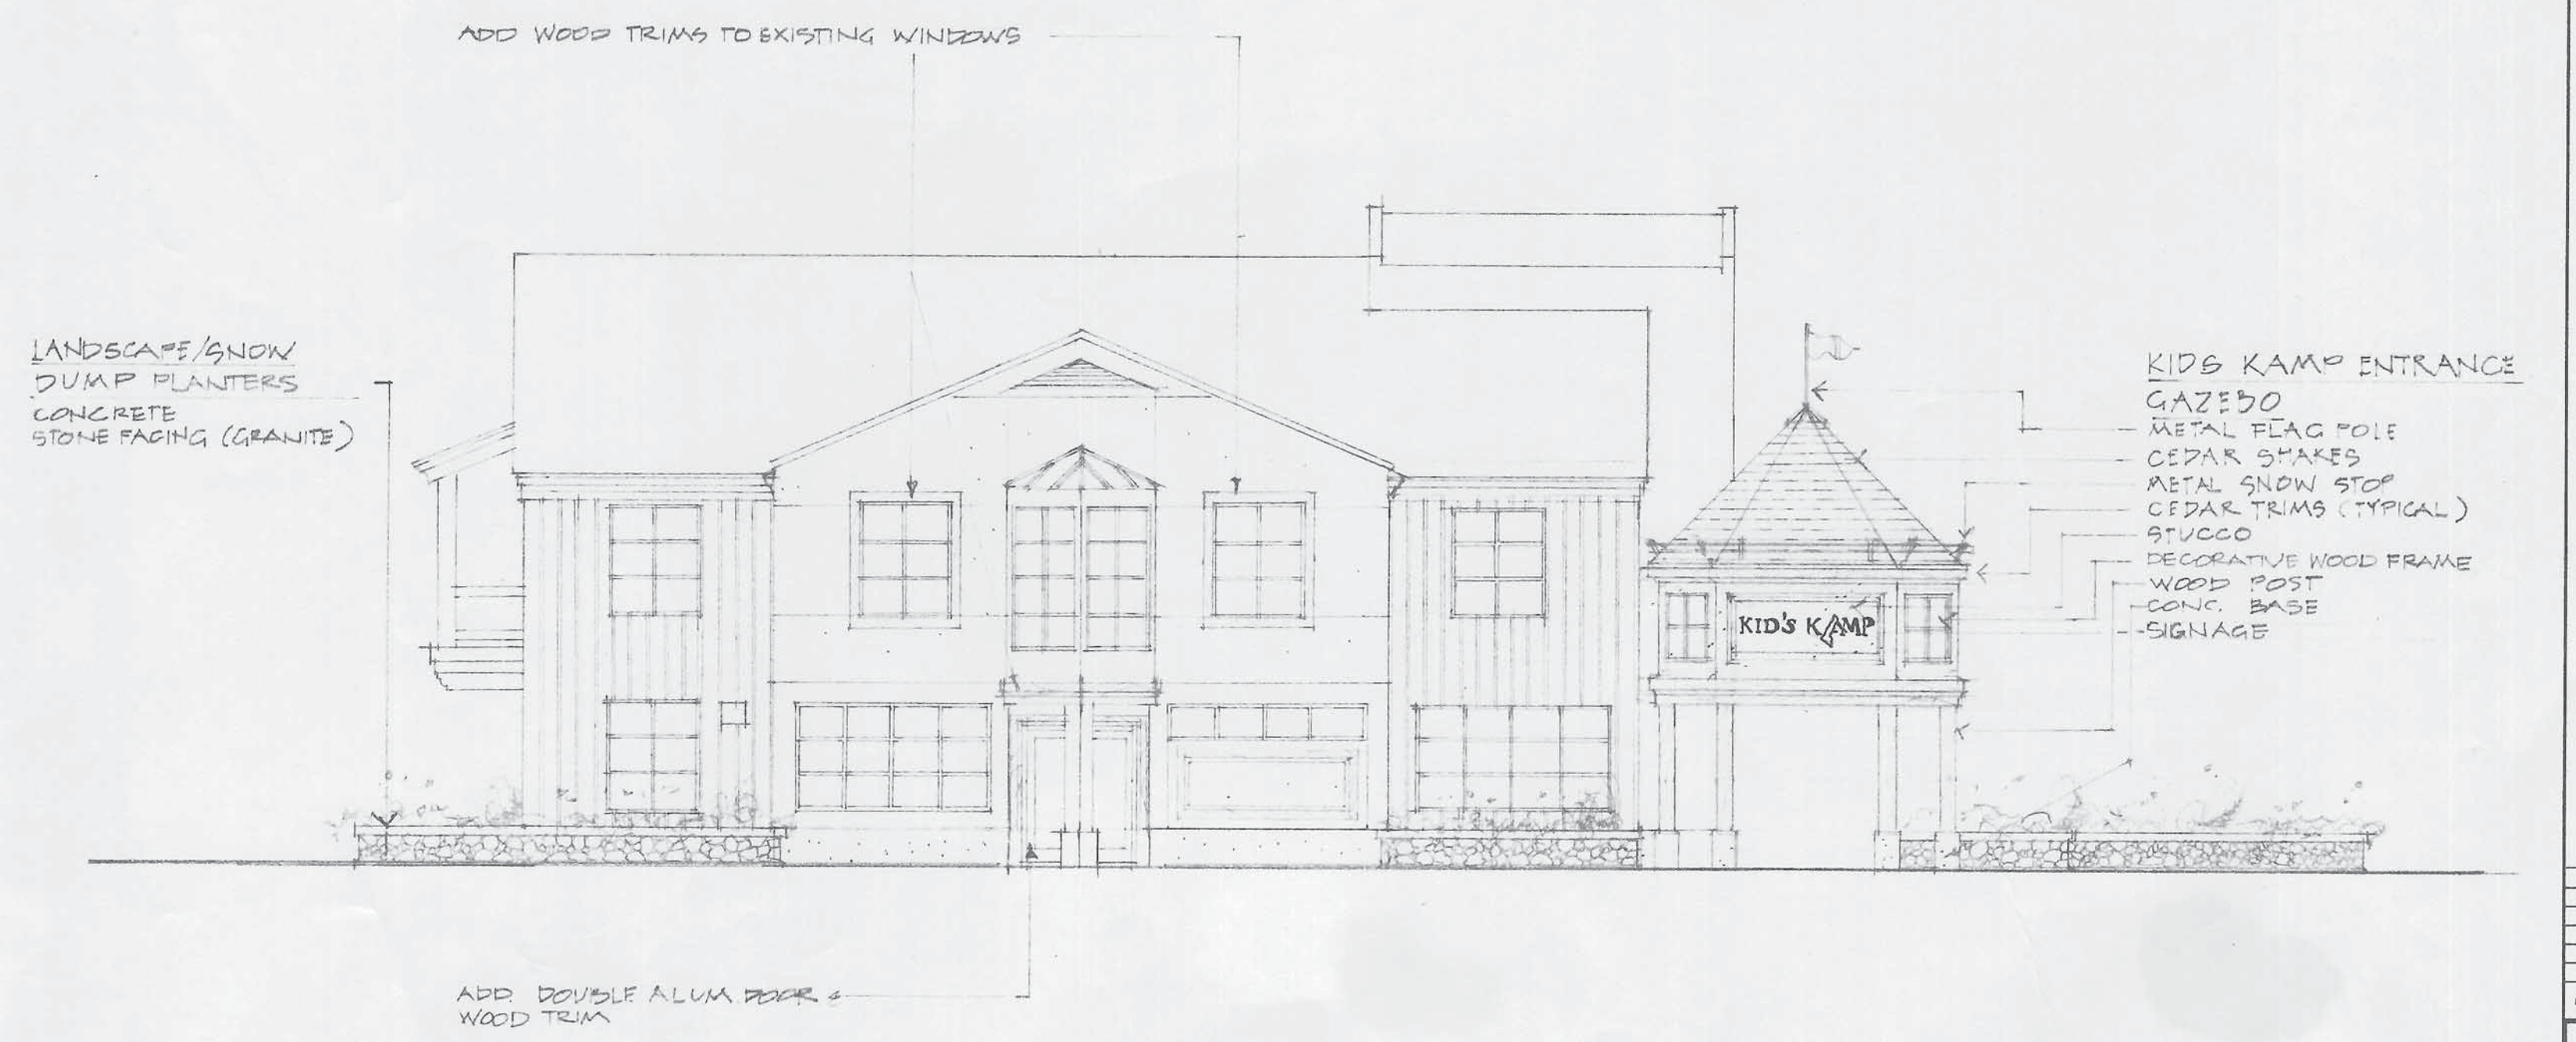 ADD WOOD TRIMS TO EXISTING WINDOWS
LANDSCAPE/SNOW
DUMP PLANTERS
CONCRETE
STONE FACING (GRANITE)
KIDS KAMP ENTRANCE
GAZEBO
METAL FLAG POLE
CEDAR SHAKES
METAL SNOW STOP
CEDAR TRIMS (TYPICAL)
STUCCO
DECORATIVE WOOD FRAME
WOOD POST
CONC. BASE
SIGNAGE
KID'S KAMP
ADD DOUBLE ALUM DOOR &
WOOD TRIM